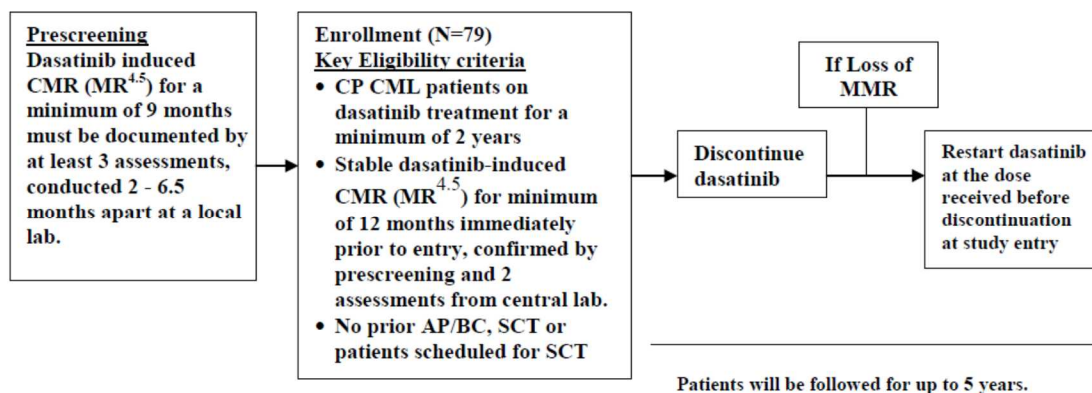 Prescreening
Dasatinib induced
CMR (MR4.5) for a
minimum of 9 months
must be documented by
at least 3 assessments,
conducted 2 - 6.5
months apart at a local
lab.
Enrollment (N=79)
Key Eligibility criteria
• CP CML patients on
dasatinib treatment for a
minimum of 2 years
• Stable dasatinib-induced
CMR (MR4.5) for minimum
of 12 months immediately
prior to entry, confirmed by
prescreening and 2
assessments from central lab.
• No prior AP/BC, SCT or
patients scheduled for SCT
Discontinue
dasatinib
If Loss of
MMR
Restart dasatinib
at the dose
received before
discontinuation
at study entry
Patients will be followed for up to 5 years.